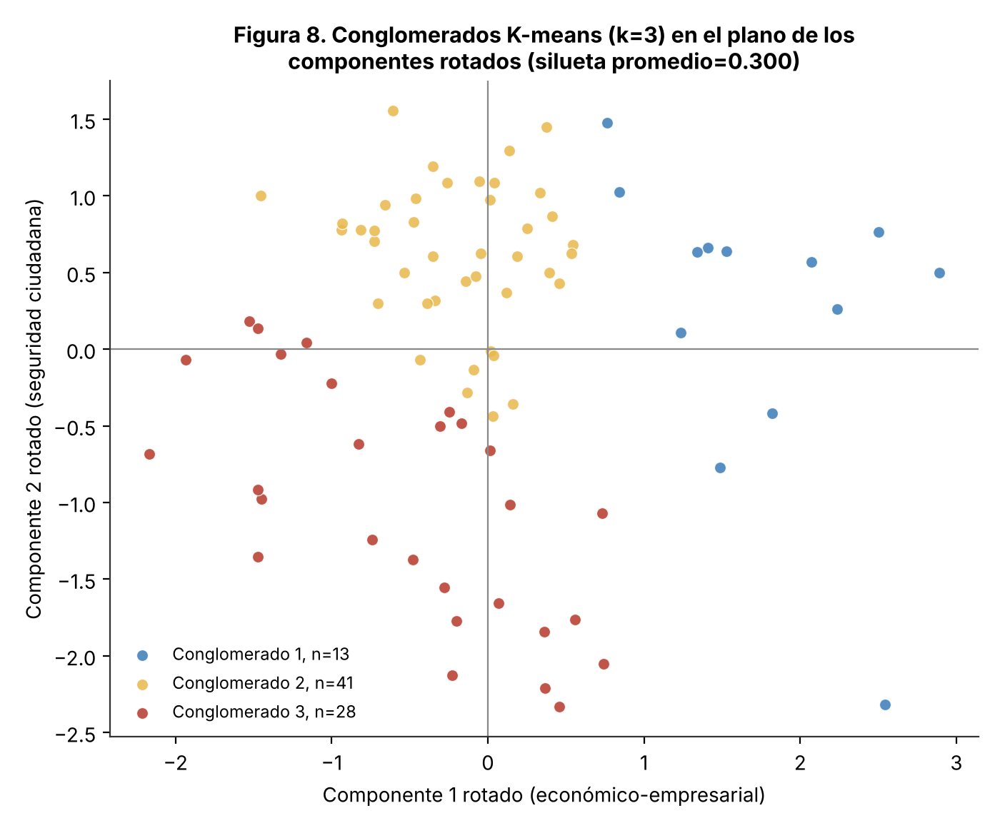 Figura 8. Conglomerados K-means (k=3) en el plano de los
componentes rotados (silueta promedio=0.300)
Componente 2 rotado (seguridad ciudadana)
1.5
1.0
0.5
0.0
−0.5
−1.0
−1.5
−2.0
−2.5
Conglomerado 1, n=13
Conglomerado 2, n=41
Conglomerado 3, n=28
−2
−1
0
1
2
3
Componente 1 rotado (económico-empresarial)